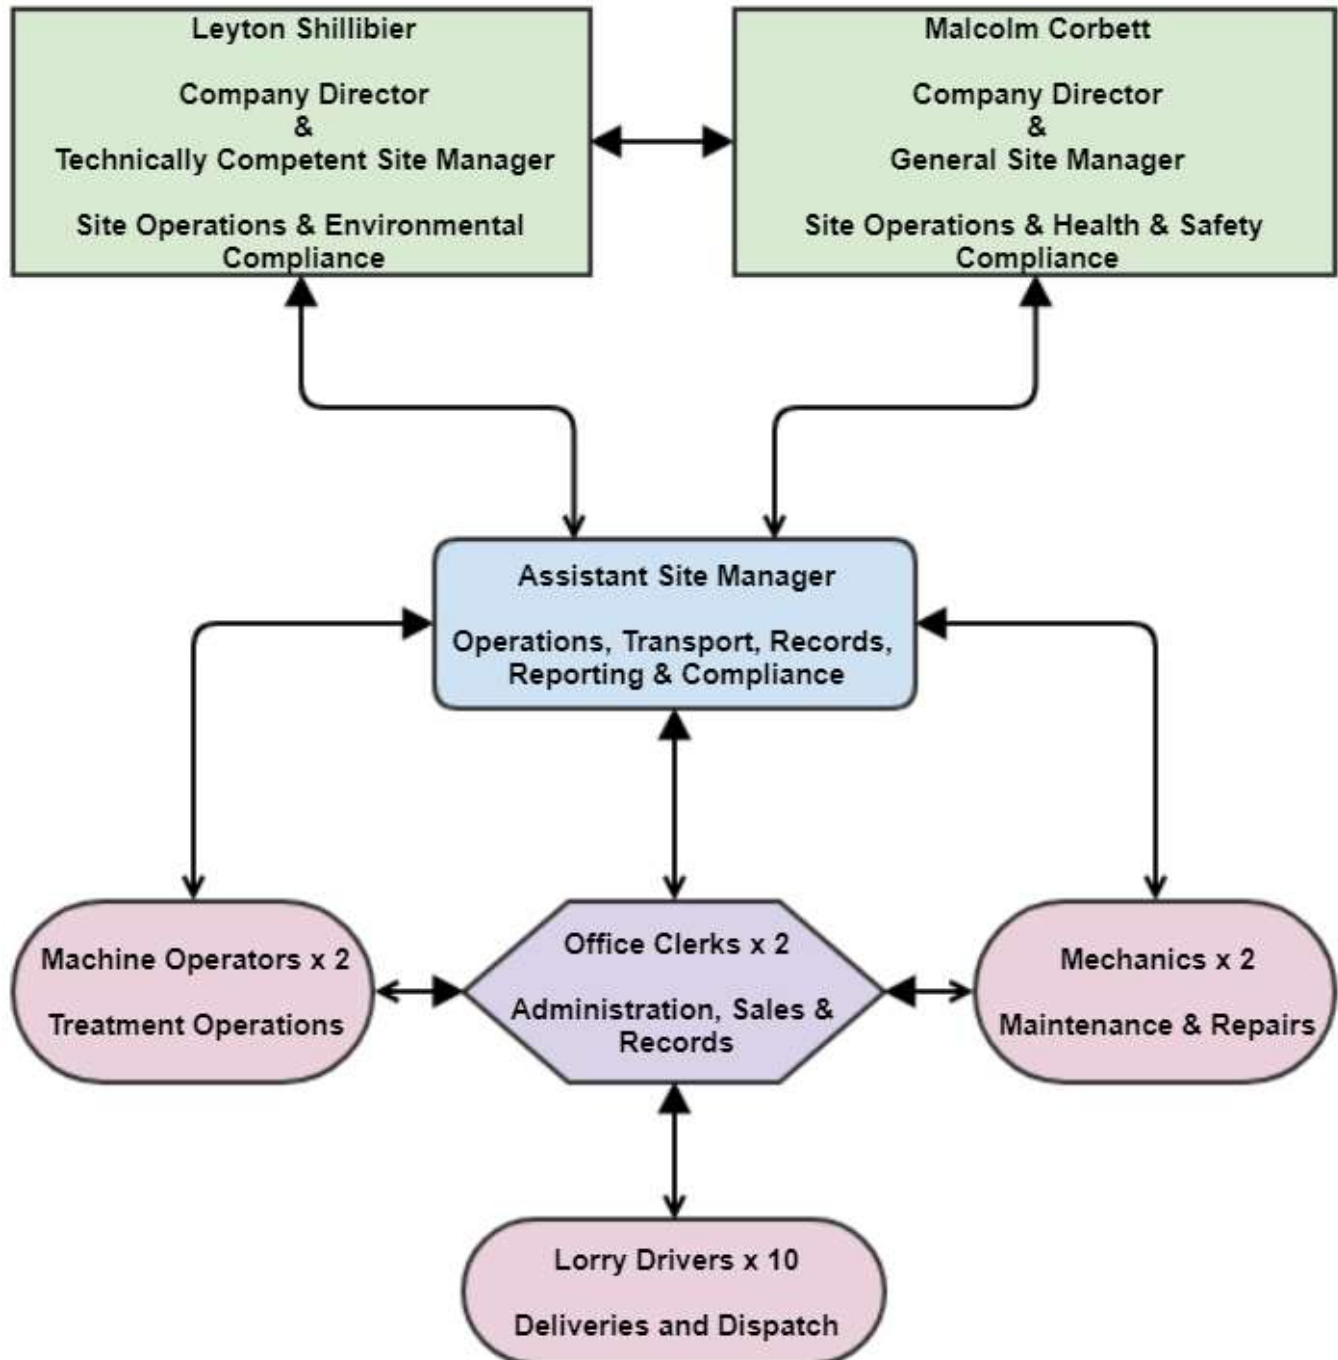 Leyton Shillibier
Company Director
&
Technically Competent Site Manager
Site Operations & Environmental
Compliance
Malcolm Corbett
Company Director
&
General Site Manager
Site Operations & Health & Safety
Compliance
Assistant Site Manager
Operations, Transport, Records,
Reporting & Compliance
Machine Operators x 2
Treatment Operations
Office Clerks x 2
Administration, Sales &
Records
Mechanics x 2
Maintenance & Repairs
Lorry Drivers x 10
Deliveries and Dispatch